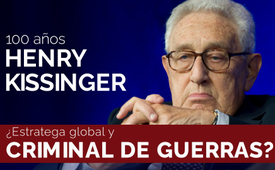 100 años
HENRY
KISSINGER
¿Estratega global y
CRIMINAL DE GUERRAS?